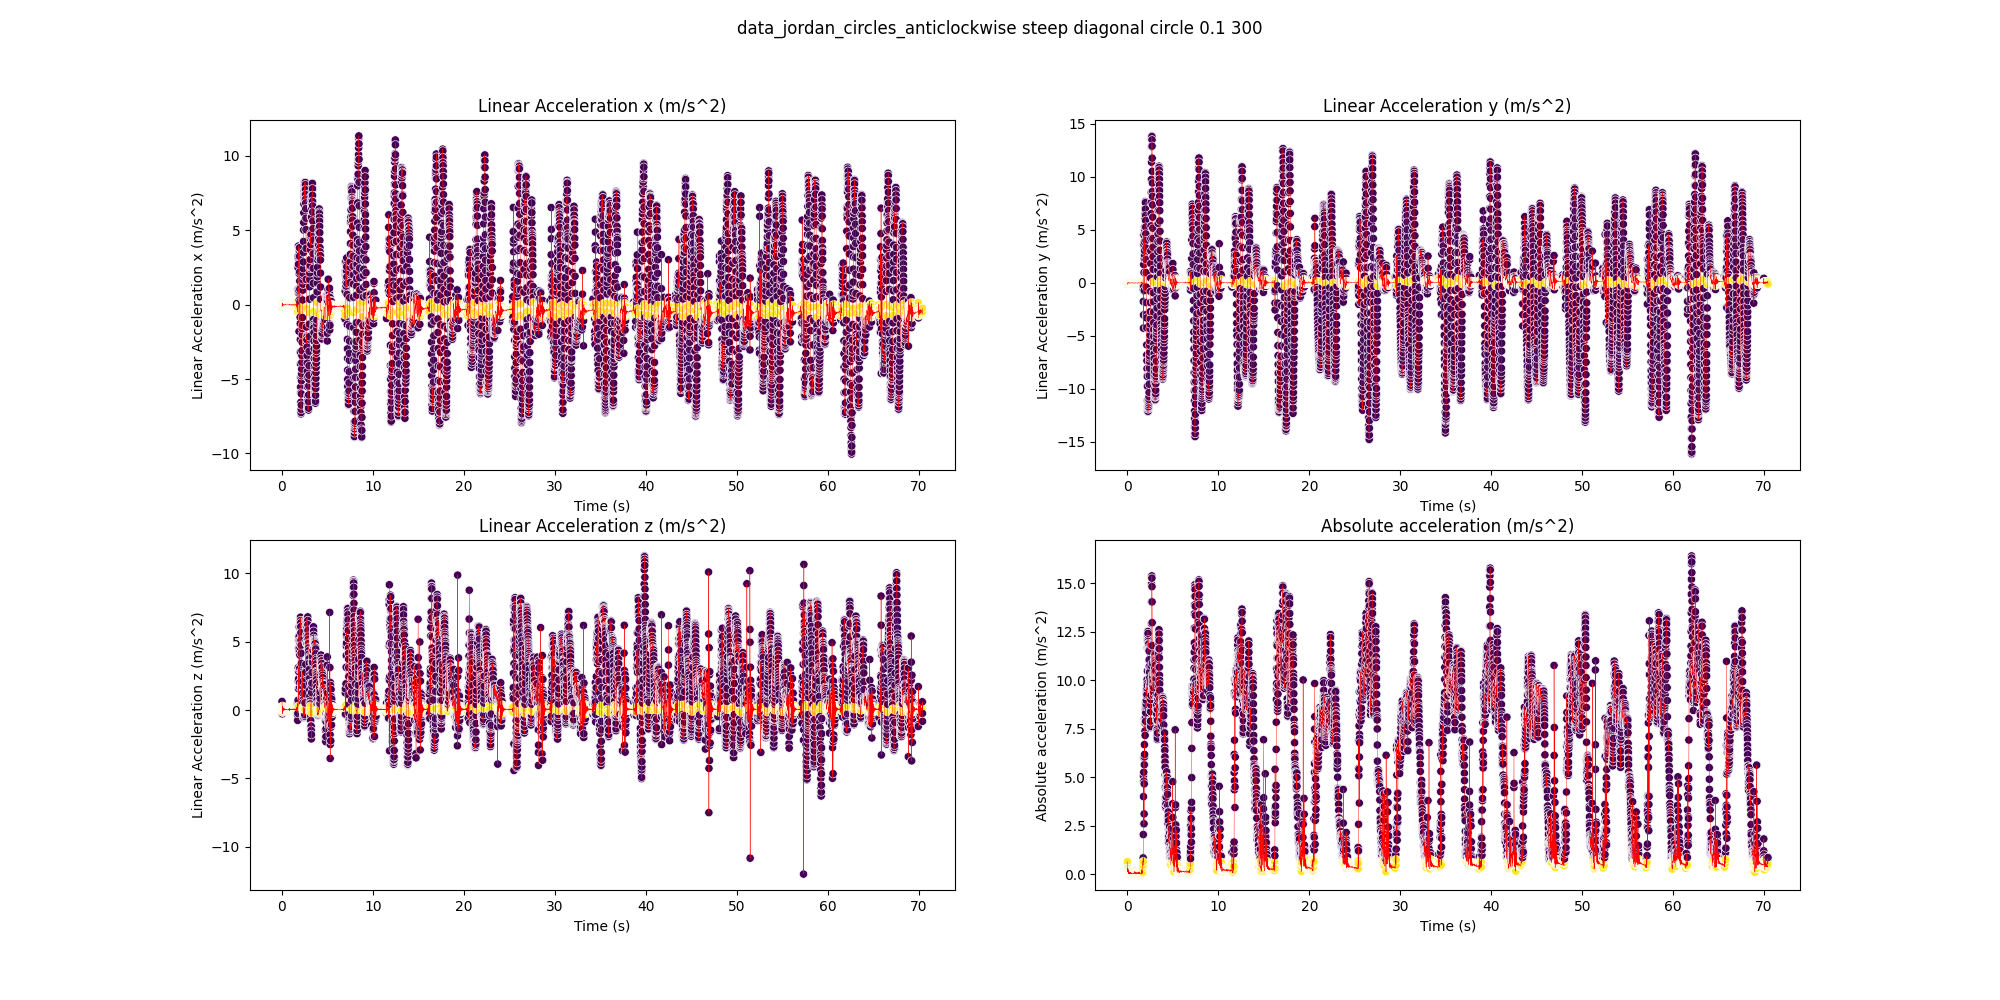 data_jordan_circles_anticlockwise steep diagonal circle 0.1 300
Linear Acceleration x (m/s^2)
Linear Acceleration x (m/s^2)
10
5
0
−5
−10
0 10 20 30 40 50 60 70
Time (s)
Linear Acceleration y (m/s^2)
Linear Acceleration y (m/s^2)
15
10
5
0
−5
−10
−15
0 10 20 30 40 50 60 70
Time (s)
Linear Acceleration z (m/s^2)
Linear Acceleration z (m/s^2)
10
5
0
−5
−10
0 10 20 30 40 50 60 70
Time (s)
Absolute acceleration (m/s^2)
Absolute acceleration (m/s^2)
15.0
12.5
10.0
7.5
5.0
2.5
0.0
0 10 20 30 40 50 60 70
Time (s)